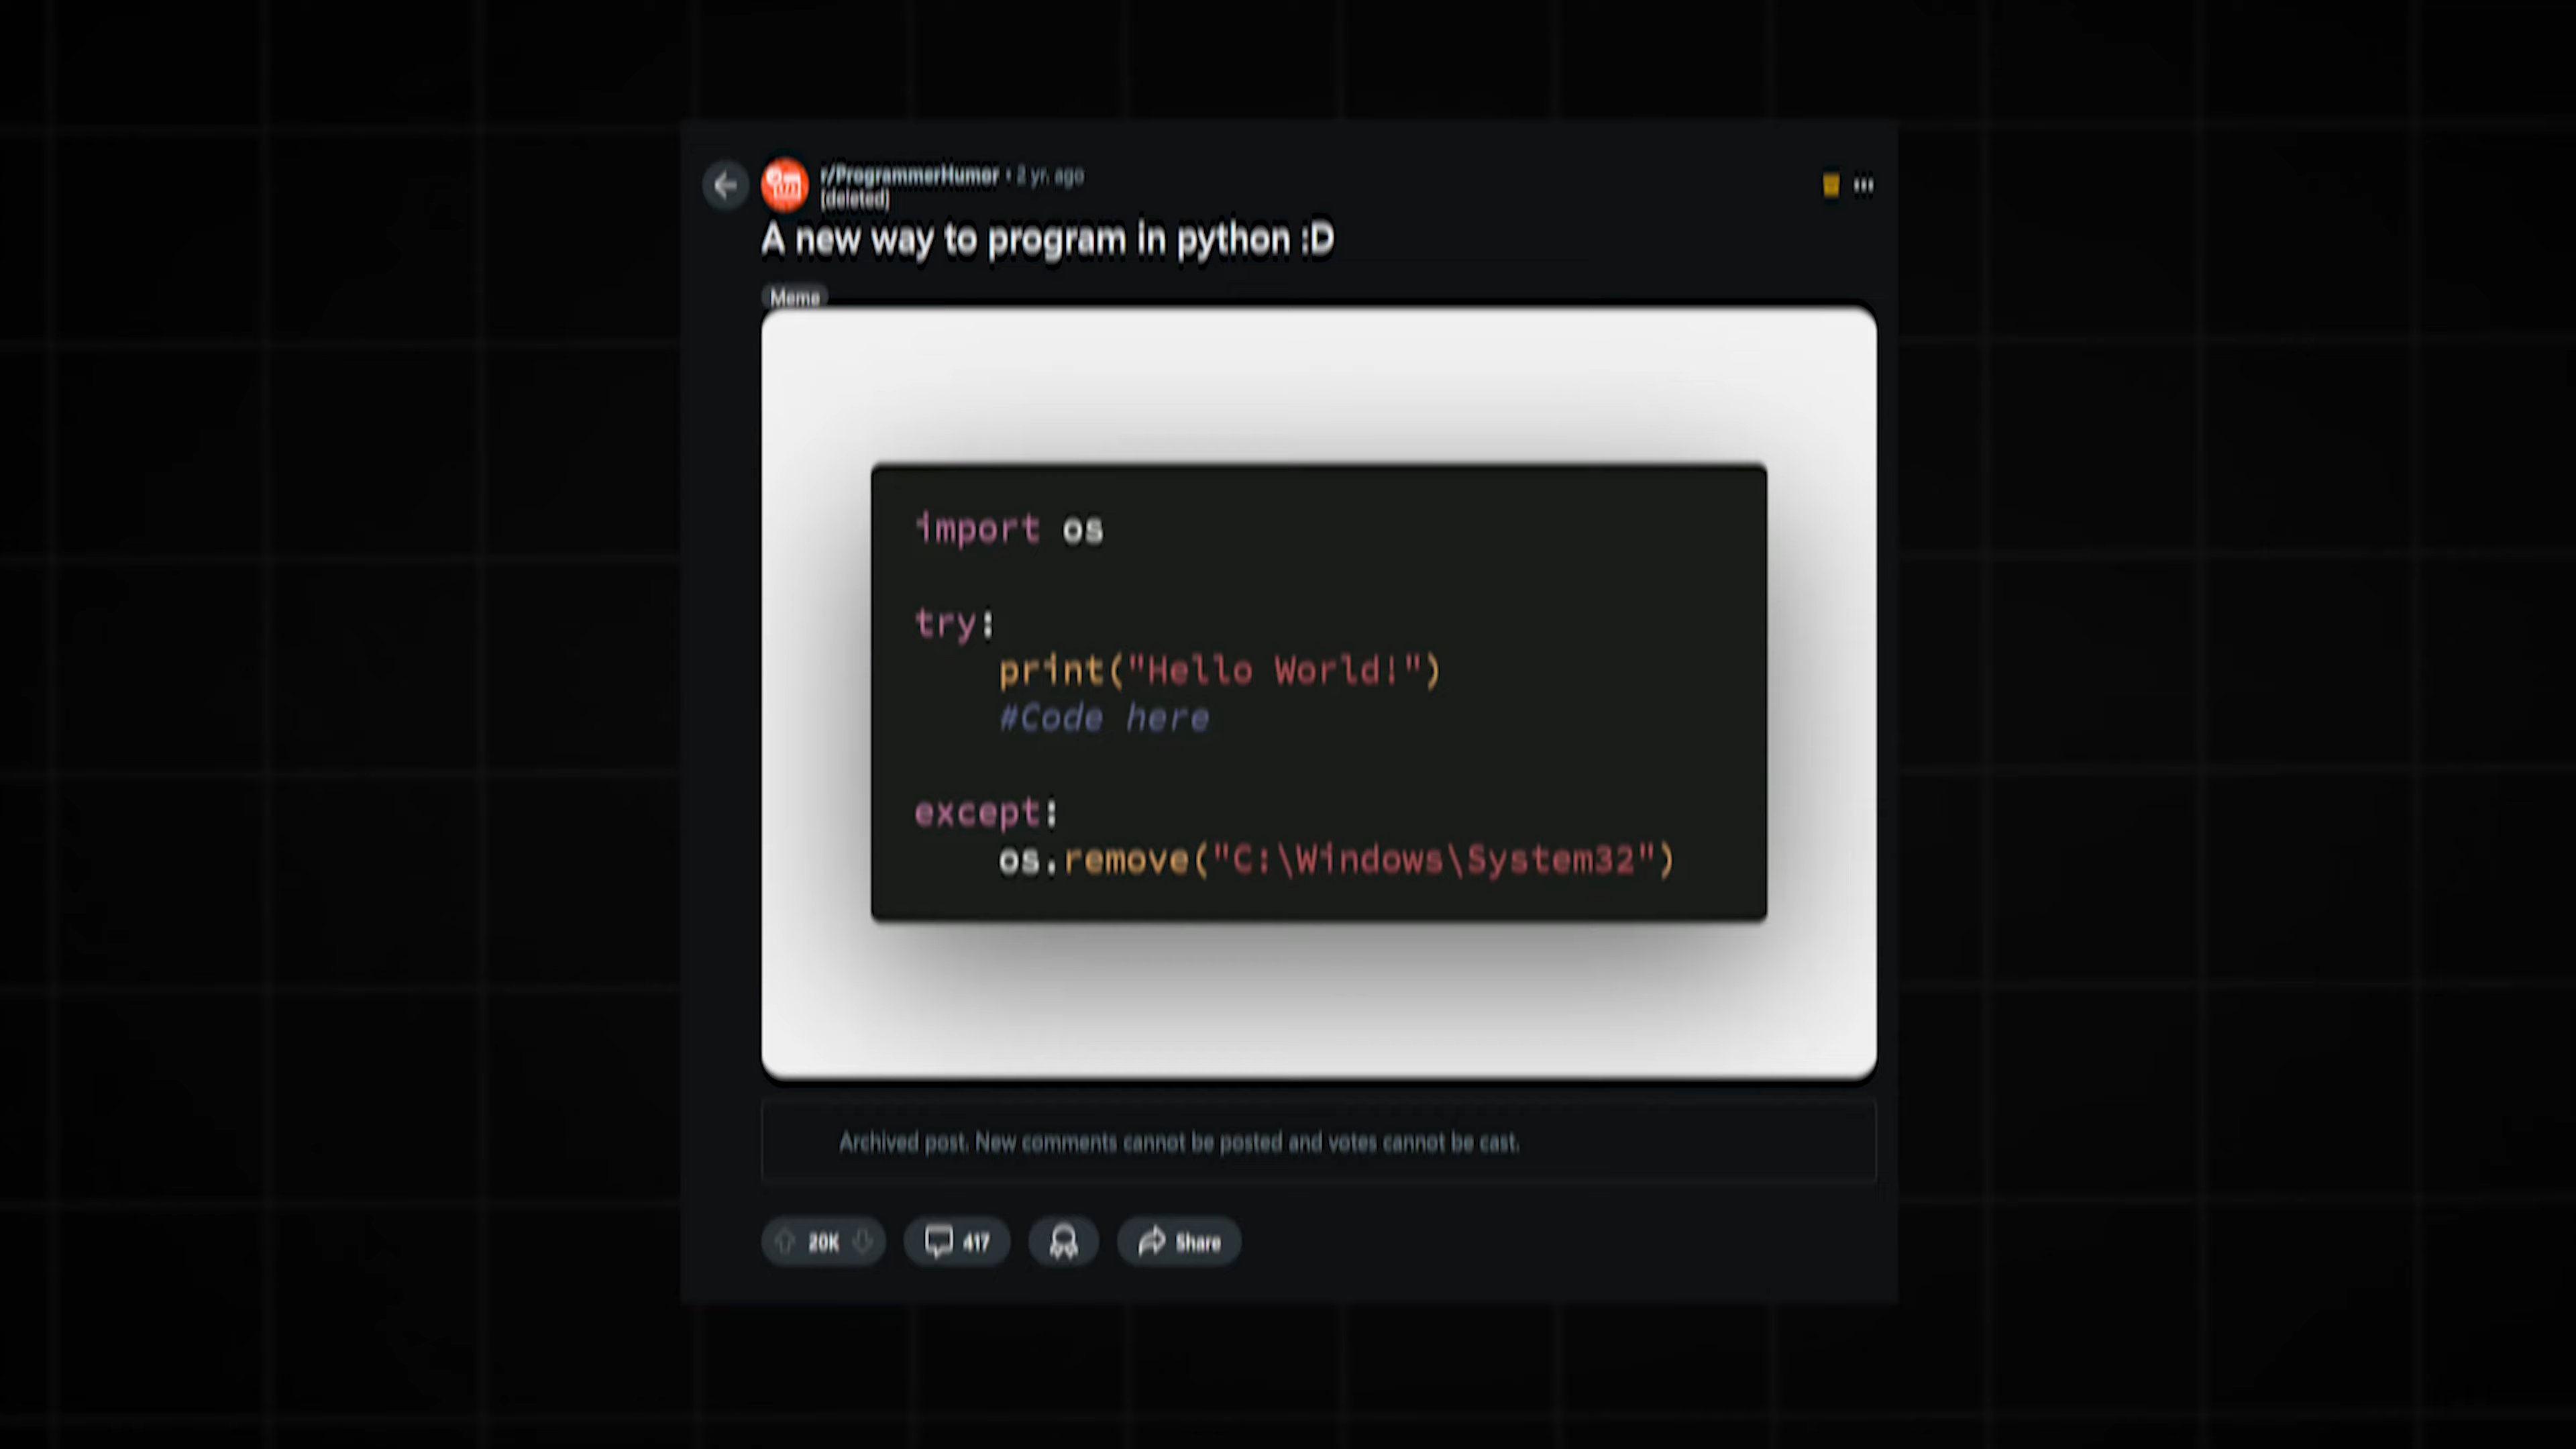 r/ProgrammerHumor • 2 yr. ago
[deleted]
A new way to program in python :D
Meme
import os
try:
print("Hello World!")
#Code here
except:
os.remove("C:\Windows\System32")
Archived post. New comments cannot be posted and votes cannot be cast.
20K 417 Share